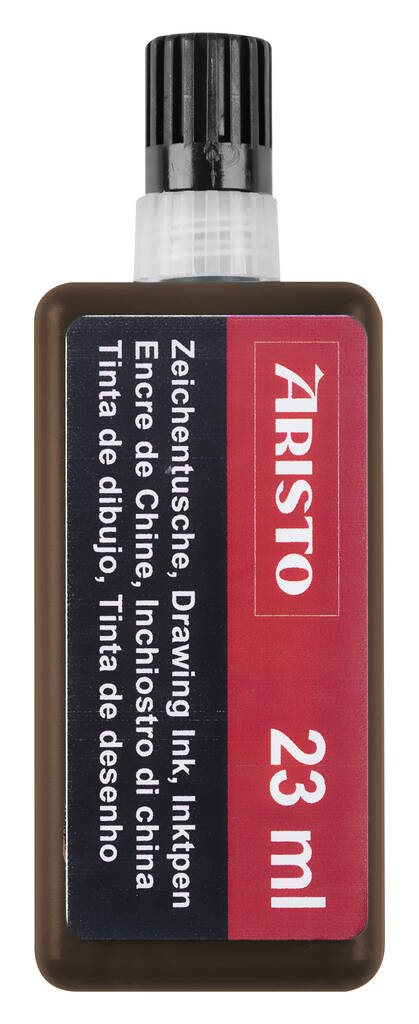 ARISTO 23 ml
Zeichentusche, Drawing Ink, Inktpen
Encre de Chine, Inchiostro di china
Tinta de dibujo, Tinta de desenho